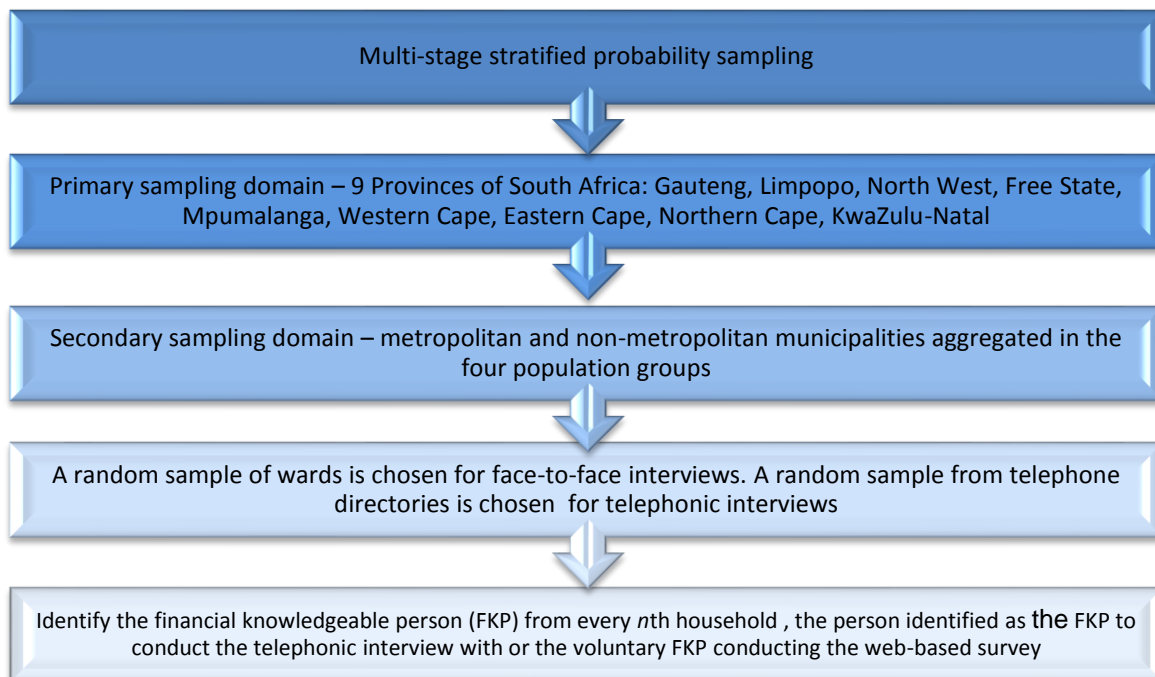 Multi-stage stratified probability sampling
Primary sampling domain – 9 Provinces of South Africa: Gauteng, Limpopo, North West, Free State,
Mpumalanga, Western Cape, Eastern Cape, Northern Cape, KwaZulu-Natal
Secondary sampling domain – metropolitan and non-metropolitan municipalities aggregated in the
four population groups
A random sample of wards is chosen for face-to-face interviews. A random sample from telephone
directories is chosen  for telephonic interviews
Identify the financial knowledgeable person (FKP) from every nth household , the person identified as the FKP to
conduct the telephonic interview with or the voluntary FKP conducting the web-based survey